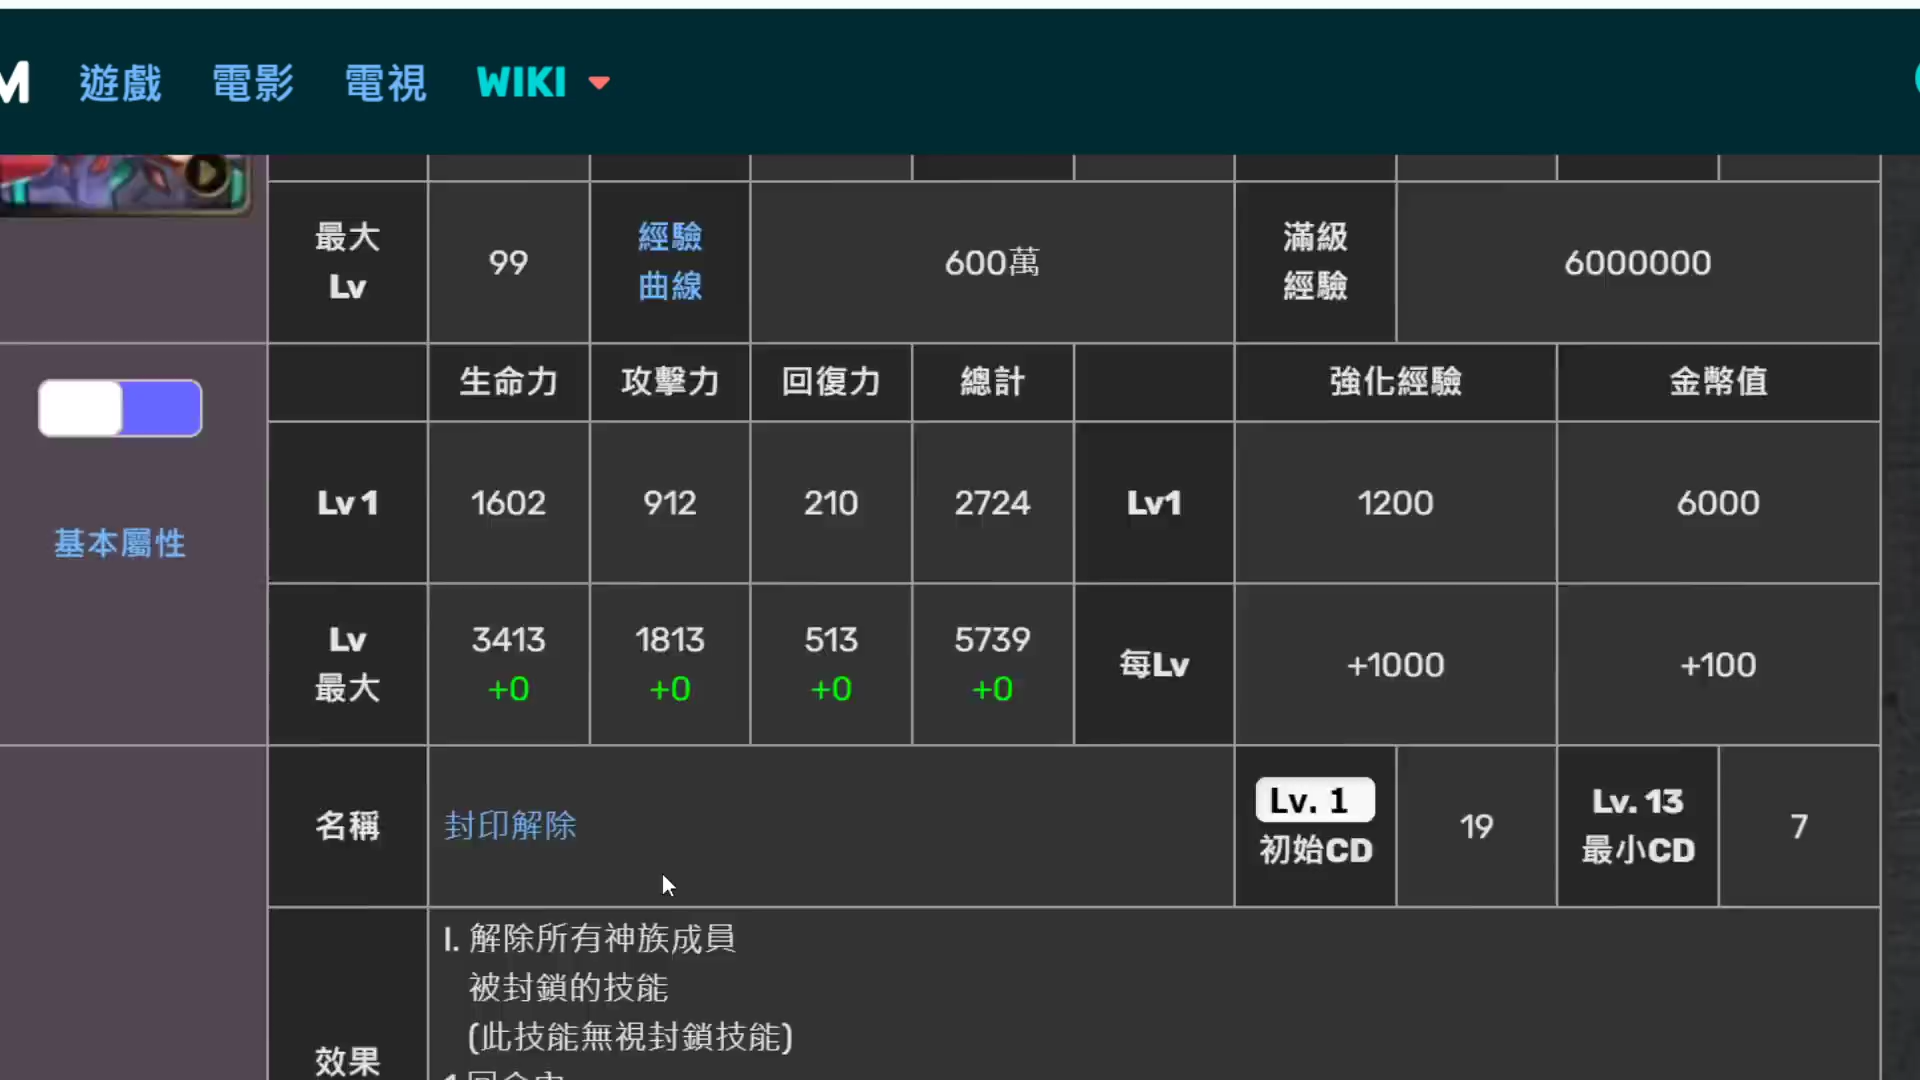 M 遊戲 電影 電視 WIKI
最大
Lv
99
經驗
曲線
600萬
滿級
經驗
6000000
生命力 攻擊力 回復力 總計 強化經驗 金幣值
基本屬性
Lv 1 1602 912 210 2724 Lv1 1200 6000
Lv
最大
3413
+0
1813
+0
513
+0
5739
+0
每Lv
+1000
+100
名稱
封印解除
Lv. 1
初始CD
19
Lv. 13
最小CD
7
效果
I. 解除所有神族成員
被封鎖的技能
(此技能無視封鎖技能)